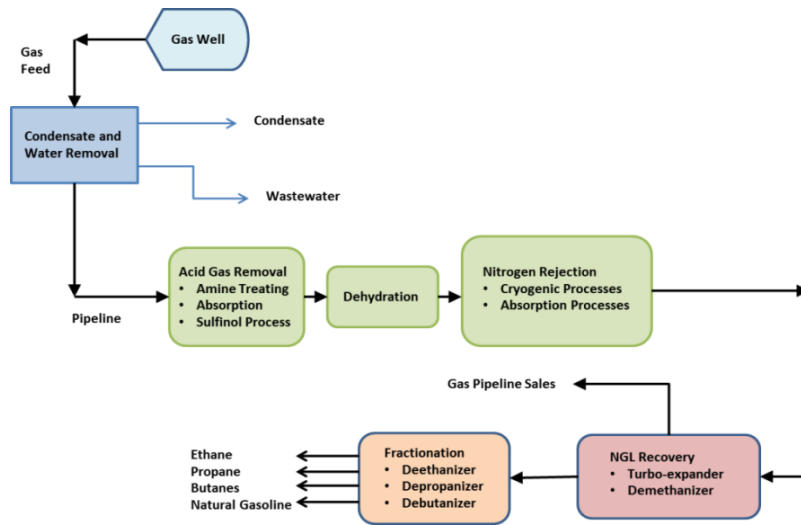 Gas Well
Gas
Feed
Condensate and
Water Removal
Condensate
Wastewater
Pipeline
Acid Gas Removal
• Amine Treating
• Absorption
• Sulfinol Process
Dehydration
Nitrogen Rejection
• Cryogenic Processes
• Absorption Processes
Gas Pipeline Sales
NGL Recovery
• Turbo-expander
• Demethanizer
Fractionation
• Deethanizer
• Depropanizer
• Debutanizer
Ethane
Propane
Butanes
Natural Gasoline